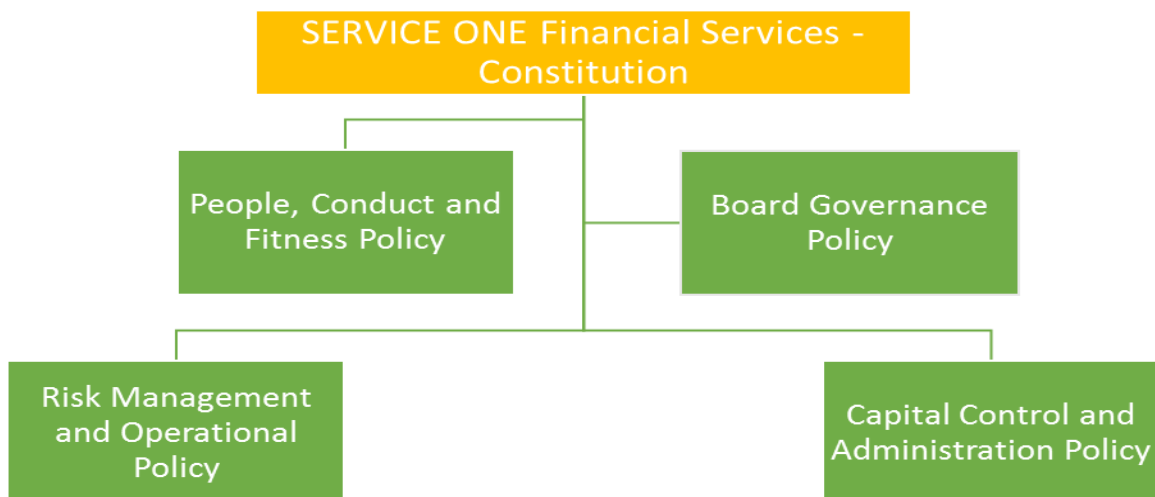 SERVICE ONE Financial Services -
Constitution
People, Conduct and
Fitness Policy
Board Governance
Policy
Risk Management
and Operational
Policy
Capital Control and
Administration Policy